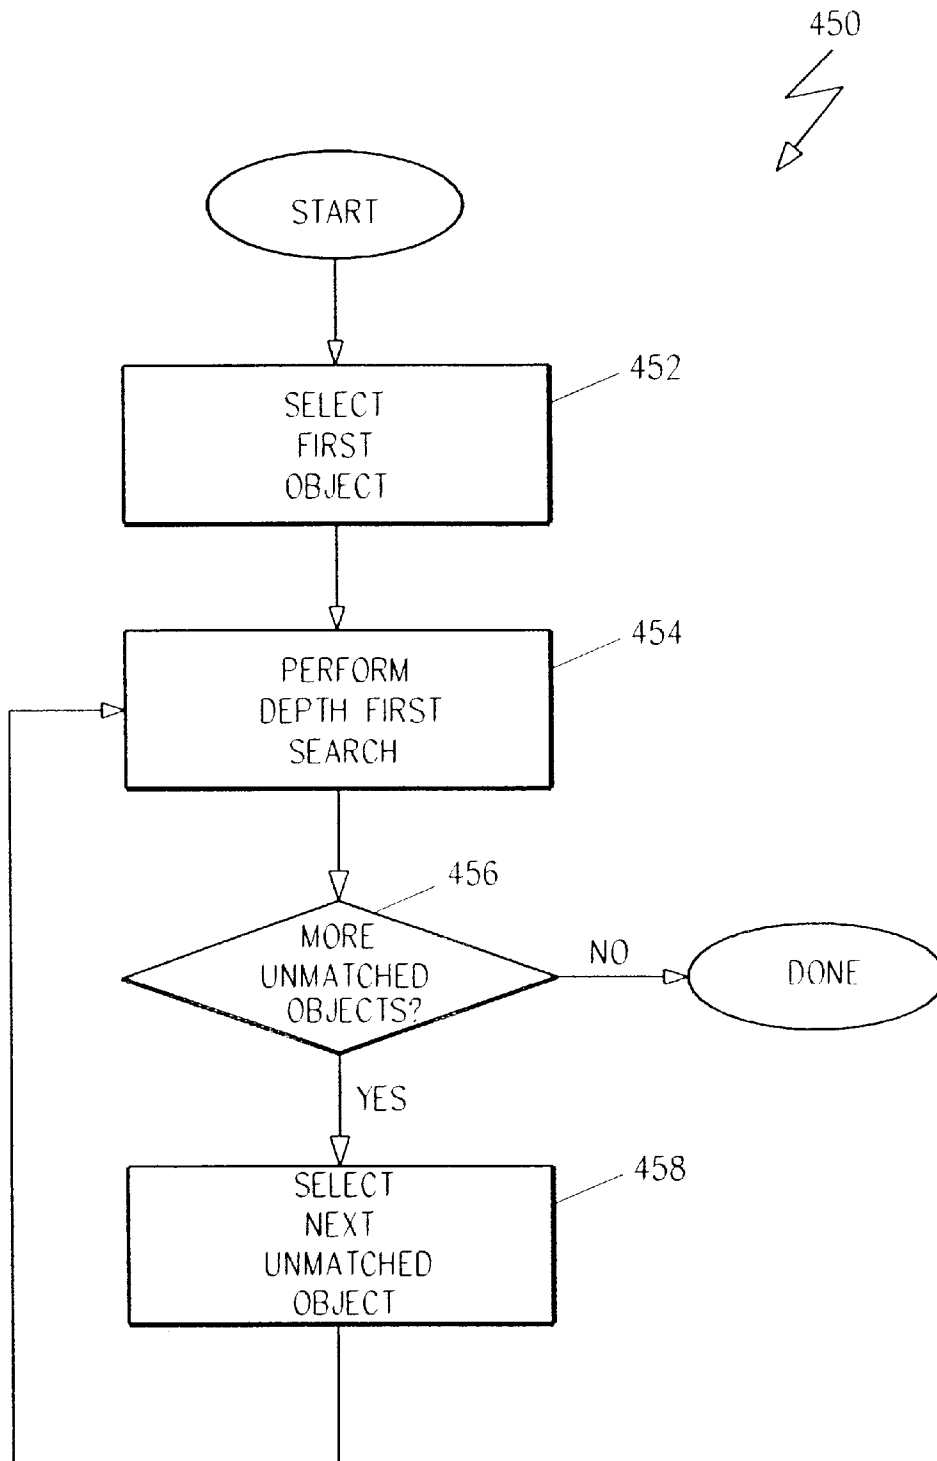 450
START
452
SELECT
FIRST
OBJECT
454
PERFORM
DEPTH FIRST
SEARCH
456
MORE
UNMATCHED
OBJECTS?
NO
DONE
YES
458
SELECT
NEXT
UNMATCHED
OBJECT